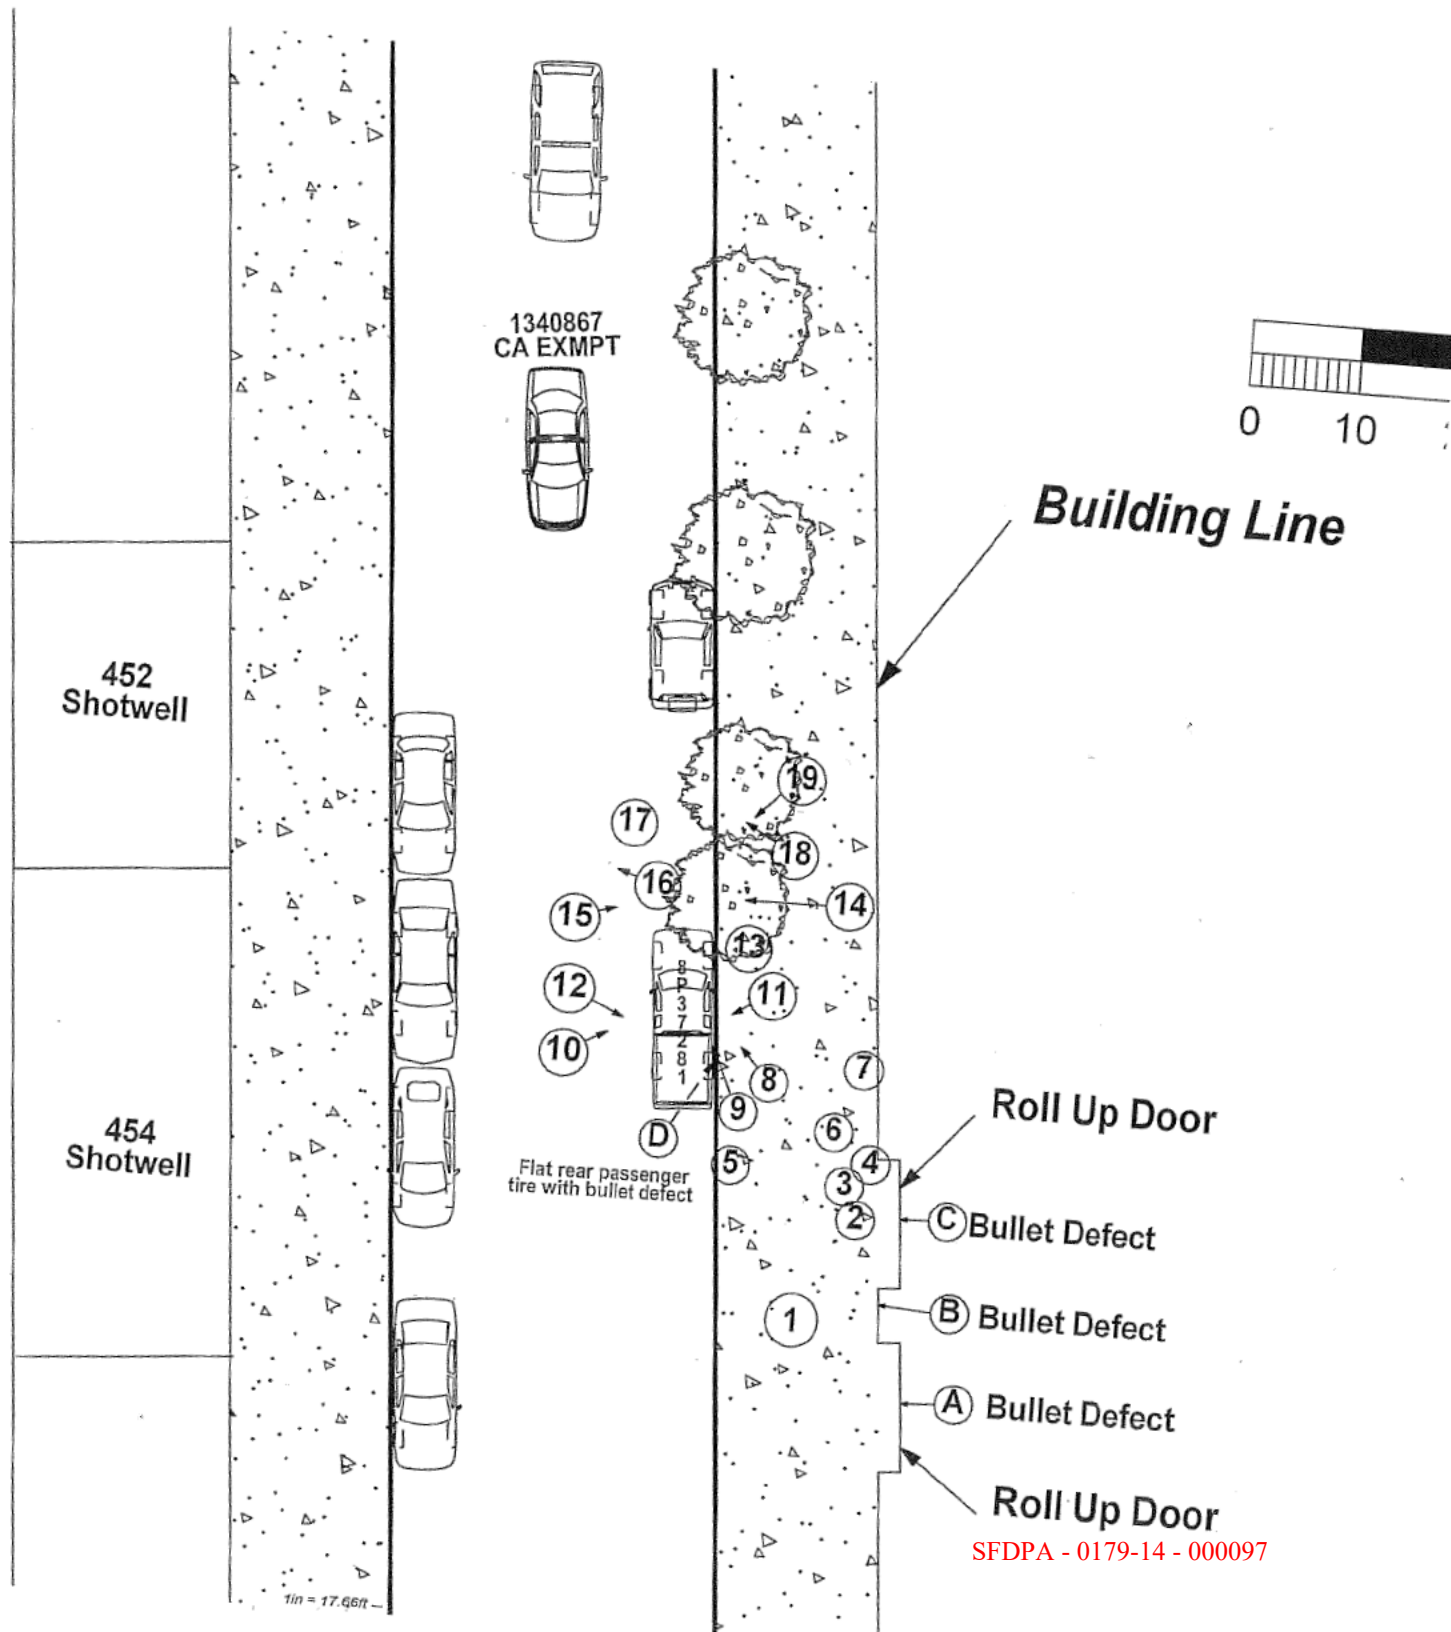 1340867
CA EXMPT
0 10
Building Line
452
Shotwell
19
17
18
16
14
15
13
12
11
8P37281
10
7
8
9
Roll Up Door
6
D
454
Shotwell
5
4
Flat rear passenger
tire with bullet defect
3
2
C Bullet Defect
1
B Bullet Defect
A Bullet Defect
Roll Up Door
SFDPA - 0179-14 - 000097
1in = 17.66ft